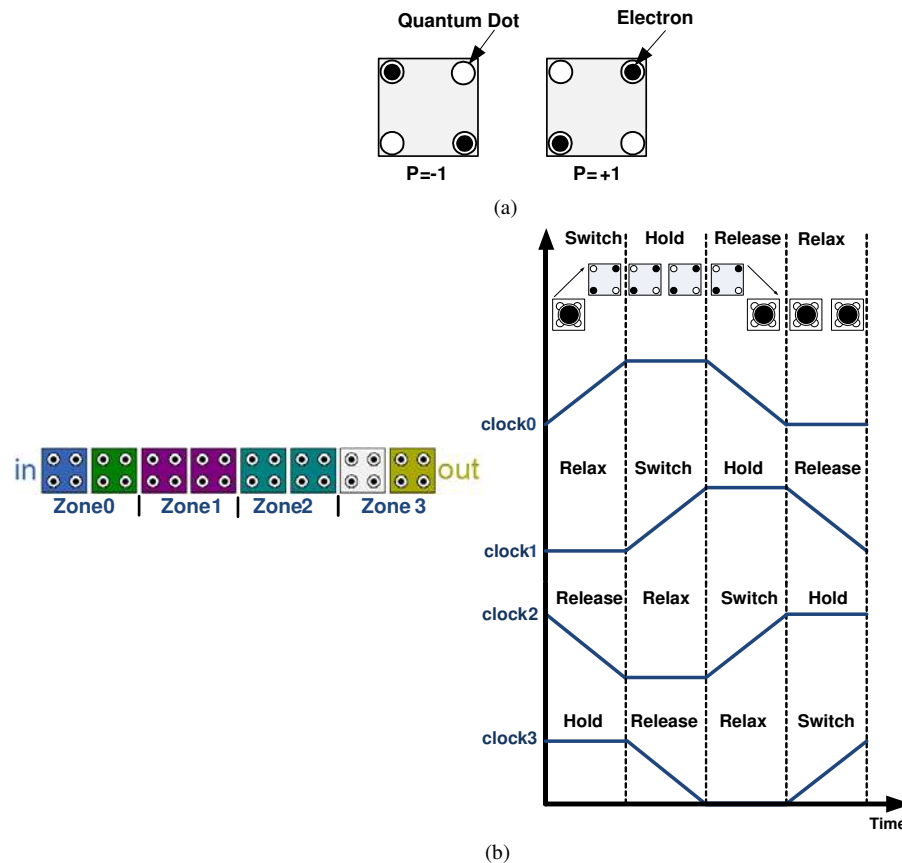 Quantum Dot Electron
P=-1 P=+1
(a)
Switch Hold Release Relax
clock0
Relax Switch Hold Release
in out
Zone0 Zone1 Zone2 Zone 3
clock1
Release Relax Switch Hold
clock2
Hold Release Relax Switch
clock3
Time
(b)